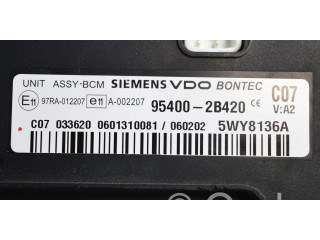 UNIT ASSY-BCM SIEMENS VDO BONTEC
E11 97RA-012207 e11 A-002207 95400-2B420 CE C07
V:A2
C07 033620 0601310081 / 060202 5WY8136A